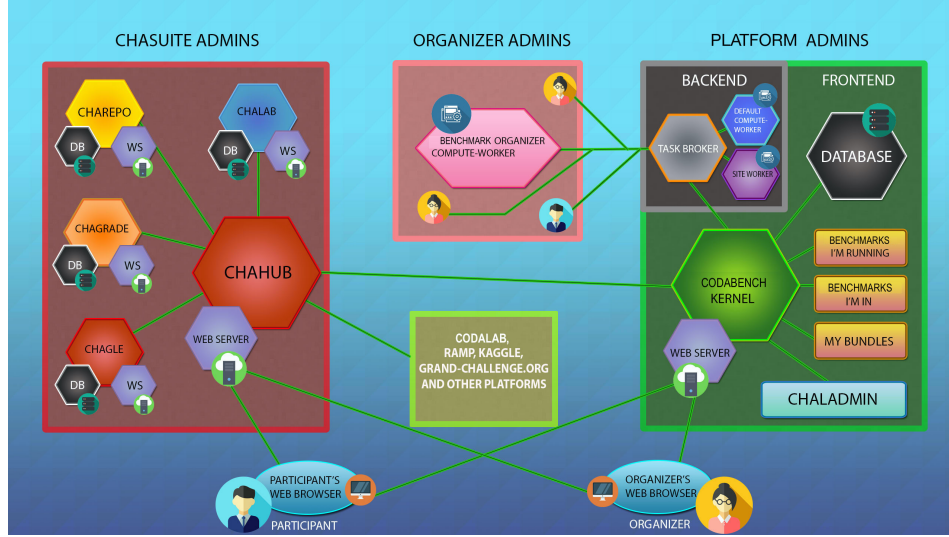 CHASUITE ADMINS
ORGANIZER ADMINS
PLATFORM ADMINS
CHAREPO
DB
WS
CHALAB
DB
WS
CHAGRADE
DB
WS
CHAHUB
WEB SERVER
CHAGLE
DB
WS
BENCHMARK ORGANIZER
COMPUTE-WORKER
BACKEND
FRONTEND
TASK BROKER
DEFAULT
COMPUTE-
WORKER
SITE WORKER
DATABASE
CODABENCH
KERNEL
WEB SERVER
BENCHMARKS
I'M RUNNING
BENCHMARKS
I'M IN
MY BUNDLES
CHALADMIN
CODALAB,
RAMP, KAGGLE,
GRAND-CHALLENGE.ORG
AND OTHER PLATFORMS
PARTICIPANT'S
WEB BROWSER
PARTICIPANT
ORGANIZER'S
WEB BROWSER
ORGANIZER